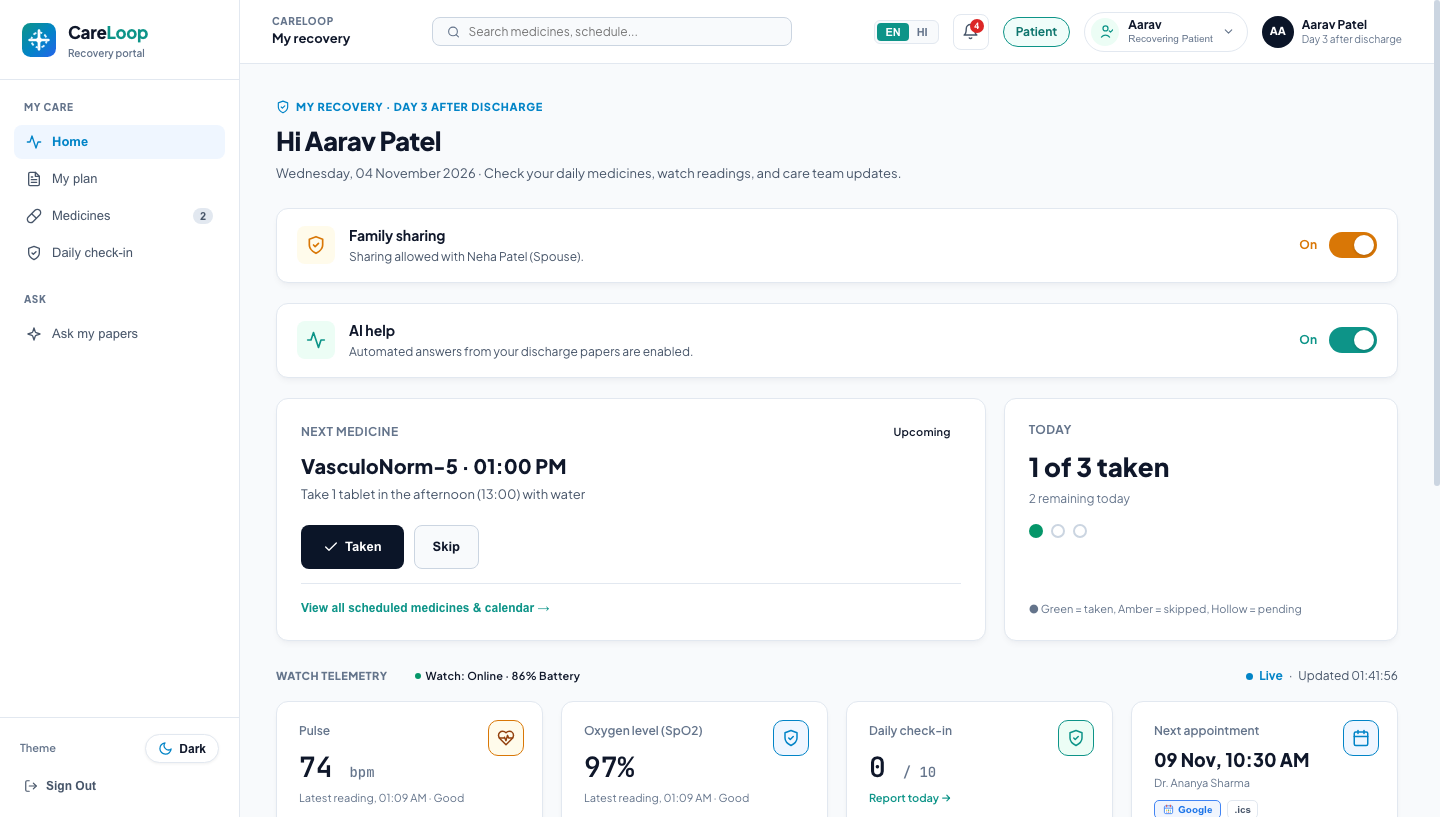 CareLoop
Recovery portal
MY CARE
Home
My plan
Medicines 2
Daily check-in
ASK
Ask my papers
Theme Dark
Sign Out
CARELOOP
My recovery
Search medicines, schedule...
EN HI
4
Patient
Aarav
Recovering Patient
AA
Aarav Patel
Day 3 after discharge
MY RECOVERY · DAY 3 AFTER DISCHARGE
Hi Aarav Patel
Wednesday, 04 November 2026 · Check your daily medicines, watch readings, and care team updates.
Family sharing
Sharing allowed with Neha Patel (Spouse).
On
AI help
Automated answers from your discharge papers are enabled.
On
NEXT MEDICINE Upcoming
VasculoNorm-5 · 01:00 PM
Take 1 tablet in the afternoon (13:00) with water
Taken Skip
View all scheduled medicines & calendar →
TODAY
1 of 3 taken
2 remaining today
Green = taken, Amber = skipped, Hollow = pending
WATCH TELEMETRY Watch: Online · 86% Battery Live · Updated 01:41:56
Pulse
74 bpm
Latest reading, 01:09 AM · Good
Oxygen level (SpO2)
97%
Latest reading, 01:09 AM · Good
Daily check-in
0 / 10
Report today →
Next appointment
09 Nov, 10:30 AM
Dr. Ananya Sharma
Google .ics